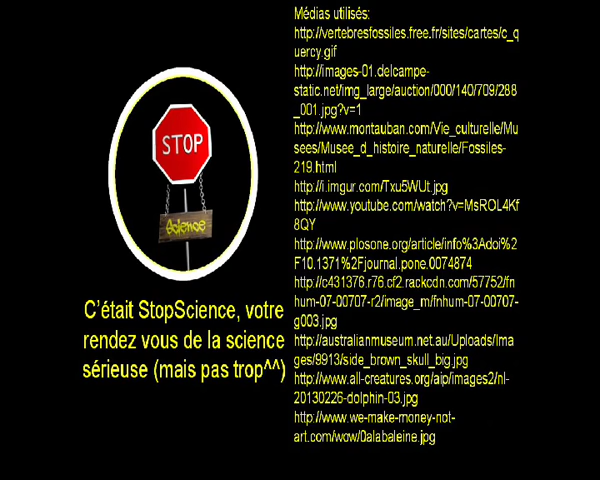 STOP
Science
C'était StopScience, votre
rendez vous de la science
sérieuse (mais pas trop^^)
Médias utilisés:
http://vertebresfossiles.free.fr/sites/cartes/c_q
uercy.gif
http://images-01.delcampe-
static.net/img_large/auction/000/140/709/288
_001.jpg?v=1
http://www.montauban.com/Vie_culturelle/Mu
sees/Musee_d_histoire_naturelle/Fossiles-
219.html
http://i.imgur.com/Txu5WUt.jpg
http://www.youtube.com/watch?v=MsROL4Kf
8QY
http://www.plosone.org/article/info%3Adoi%2
F10.1371%2Fjournal.pone.0074874
http://c431376.r76.cf2.rackcdn.com/57752/fn
hum-07-00707-r2/image_m/fnhum-07-00707-
g003.jpg
http://australianmuseum.net.au/Uploads/Ima
ges/9913/side_brown_skull_big.jpg
http://www.all-creatures.org/aip/images2/nl-
20130226-dolphin-03.jpg
http://www.we-make-money-not-
art.com/wow/0alabaleine.jpg